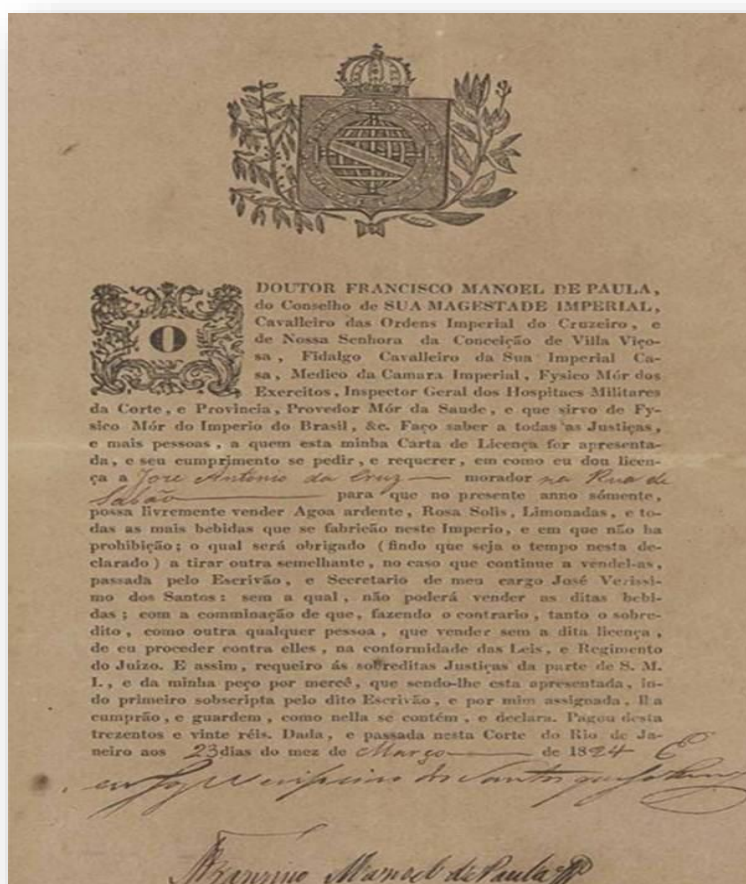 O
DOUTOR FRANCISCO MANOEL DE PAULA,
do Conselho de SUA MAGESTADE IMPERIAL,
Cavalleiro das Ordens Imperial do Cruzeiro, e
de Nossa Senhora da Conceição de Villa Viço-
sa, Fidalgo Cavalleiro da Sua Imperial Ca-
sa, Medico da Camara Imperial, Fysico Mór dos
Exercitos, Inspector Geral dos Hospitaes Militares
da Corte, e Provincia, Provedor Mór da Saude, e que sirvo de Fy-
sico Mór do Imperio do Brasil, &c. Faço saber a todas as Justiças,
e mais pessoas, a quem esta minha Carta de Licença for apresenta-
da, e seu cumprimento se pedir, e requerer, em como eu dou licen-
ça a Joze Antonio da Cruz morador na Rua de
Sabão para que no presente anno sómente,
possa livremente vender Agoa ardente, Rosa Solis, Limonadas, e to-
das as mais bebidas que se fabricão neste Imperio, e em que não ha
prohibição; o qual será obrigado (findo que seja o tempo nesta de-
clarado) a tirar outra semelhante, no caso que continue a vendel-as,
passada pelo Escrivão, e Secretario de meu cargo José Verissi-
mo dos Santos: sem a qual, não poderá vender as ditas bebi-
das; com a comminação de que, fazendo o contrario, tanto o sobre-
dito, como outra qualquer pessoa, que vender sem a dita licença,
de eu proceder contra elles, na conformidade das Leis, e Regimento
do Juizo. E assim, requeiro ás sobreditas Justiças da parte de S. M.
I., e da minha peço por mercê, que sendo-lhe esta apresentada, in-
do primeiro sobscripta pelo dito Escrivão, e por mim assignada, lla
cumprão, e guardem, como nella se contém, e declara. Pagou desta
trezentos e vinte réis. Dada, e passada nesta Corte do Rio de Ja-
neiro aos 23 dias do mez de Março de 1824 E
eu dos Santos
Manoel de Paula